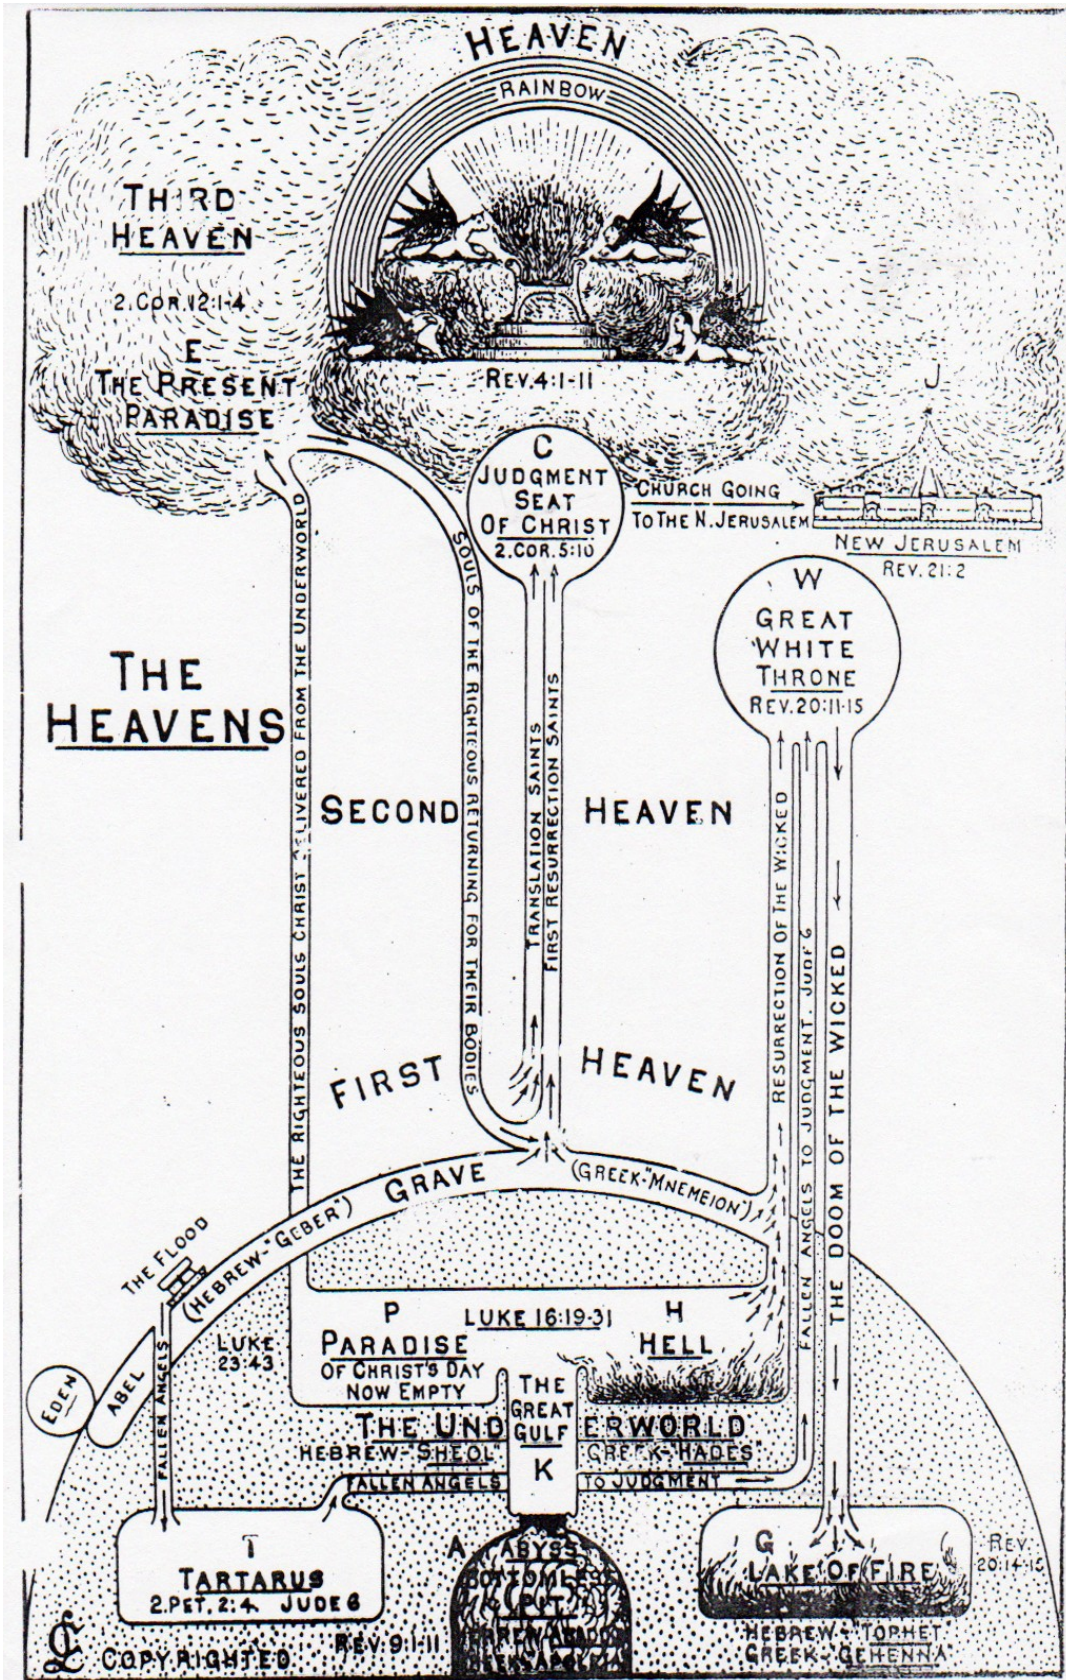 HEAVEN
RAINBOW
THIRD
HEAVEN
2.COR.12:1-4
E
THE PRESENT
PARADISE
REV.4:1-11
J
C
JUDGMENT
SEAT
OF CHRIST
2.COR.5:10
CHURCH GOING
TO THE N.JERUSALEM
NEW JERUSALEM
REV.21:2
W
GREAT
WHITE
THRONE
REV.20:11-15
THE
HEAVENS
THE RIGHTEOUS SOULS CHRIST DELIVERED FROM THE UNDERWORLD
SOULS OF THE RIGHTEOUS RETURNING FOR THEIR BODIES
TRANSLATION SAINTS
FIRST RESURRECTION SAINTS
SECOND HEAVEN
RESURRECTION OF THE WICKED
FALLEN ANGELS TO JUDGMENT. JUDE 6
THE DOOM OF THE WICKED
FIRST HEAVEN
(HEBREW-"GEBER") GRAVE (GREEK-"MNEMEION")
THE FLOOD
EDEN
ABEL
FALLEN ANGELS
LUKE
23:43
P
PARADISE
OF CHRIST'S DAY
NOW EMPTY
LUKE 16:19-31
H
HELL
THE
GREAT
GULF
K
THE UNDERWORLD
HEBREW-"SHEOL" GREEK-"HADES"
FALLEN ANGELS TO JUDGMENT
T
TARTARUS
2.PET.2:4. JUDE 6
A
ABYSS
BOTTOMLESS
PIT
REV.9:1-11
G
LAKE OF FIRE
REV.
20:14-15
HEBREW-"TOPHET
GREEK-"GEHENNA"
COPYRIGHTED.